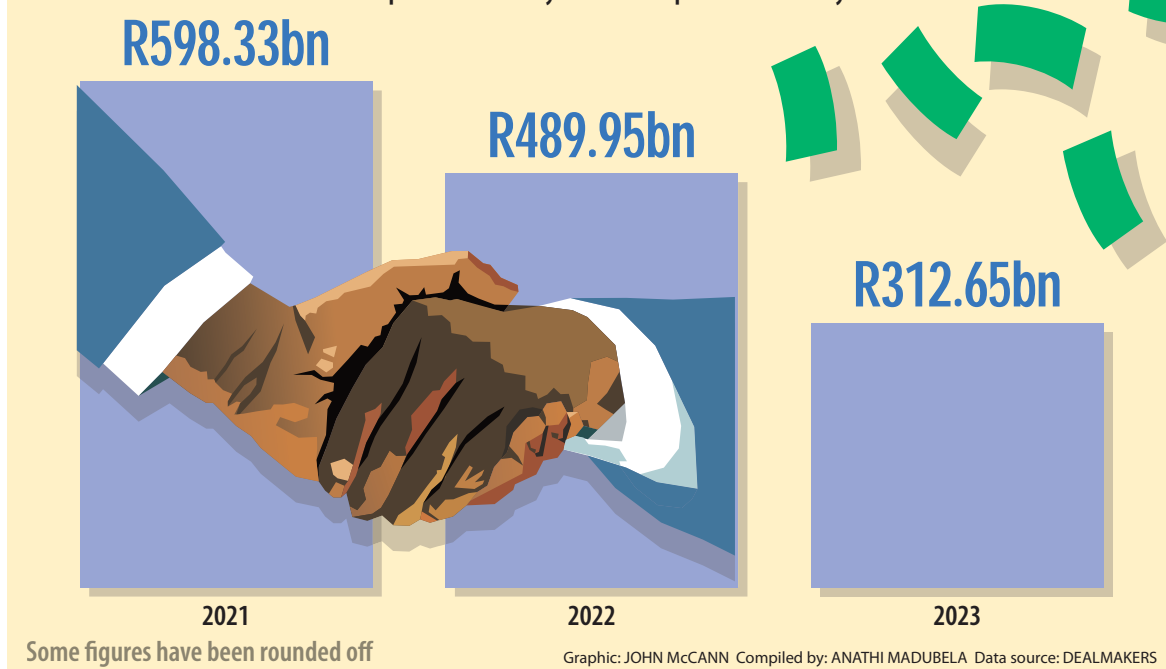 R598.33bn
R489.95bn
R312.65bn
2021
2022
2023
Some figures have been rounded off
Graphic: JOHN McCANN Compiled by: ANATHI MADUBELA Data source: DEALMAKERS